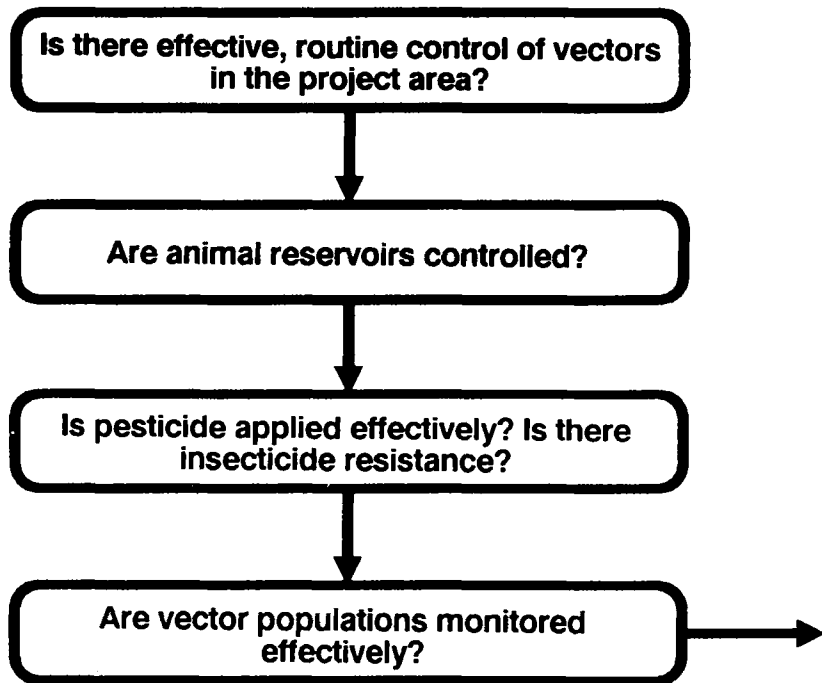 Is there effective, routine control of vectors
in the project area?
Are animal reservoirs controlled?
Is pesticide applied effectively? Is there
insecticide resistance?
Are vector populations monitored
effectively?